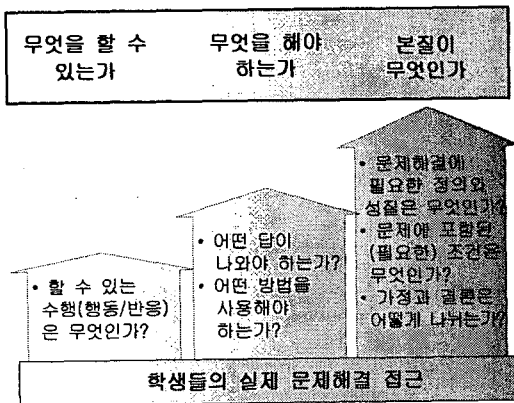 무엇을 할 수
있는가
무엇을 해야
하는가
본질이
무엇인가
• 할 수 있는
수행(행동/반응)
은 무엇인가?
• 어떤 답이
나와야 하는가?
• 어떤 방법을
사용해야
하는가?
• 문제해결에
필요한 정의와
성질은 무엇인가?
• 문제에 포함된
(필요한) 조건은
무엇인가?
• 가정과 결론은
어떻게 나뉘는가?
학생들의 실제 문제해결 접근